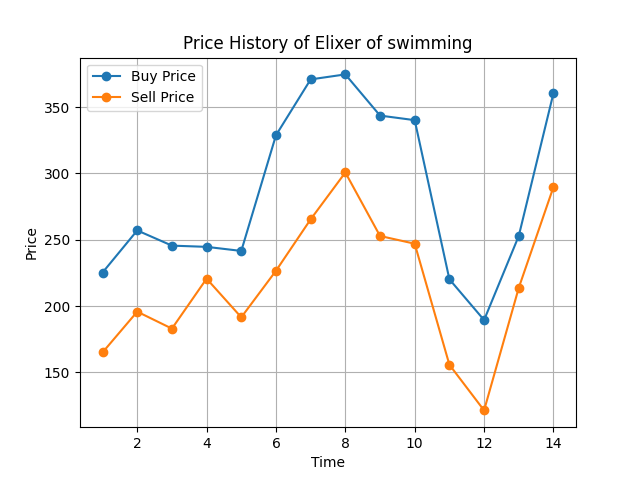 Price History of Elixer of swimming
Buy Price
Sell Price
350
300
250
200
150
Price
2 4 6 8 10 12 14
Time